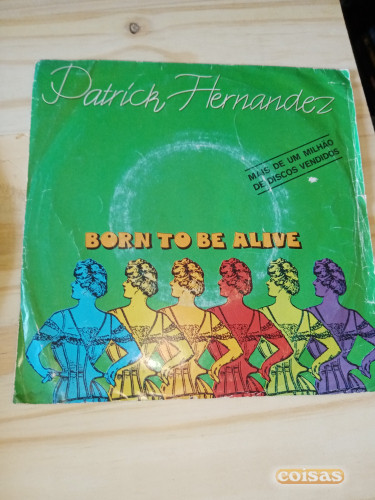 Patrick Hernandez
MAIS DE UM MILHÃO
DE DISCOS VENDIDOS
BORN TO BE ALIVE
coisas